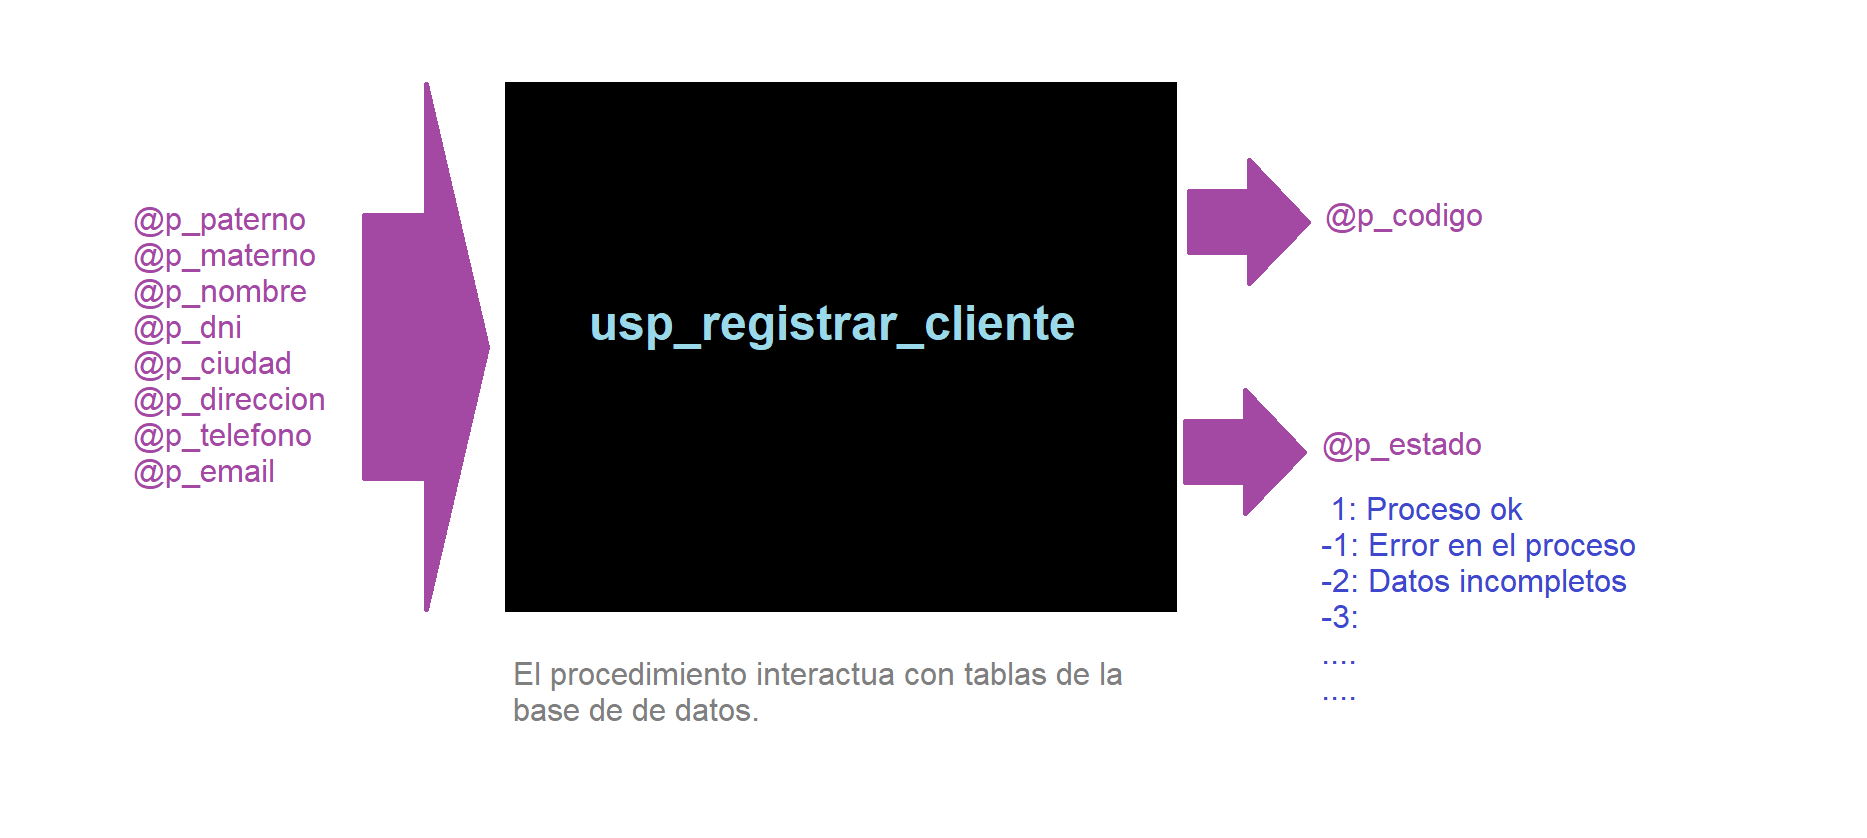 @p_paterno
@p_materno
@p_nombre
@p_dni
@p_ciudad
@p_direccion
@p_telefono
@p_email
usp_registrar_cliente
El procedimiento interactua con tablas de la
base de de datos.
@p_codigo
@p_estado
1: Proceso ok
-1: Error en el proceso
-2: Datos incompletos
-3:
....
....